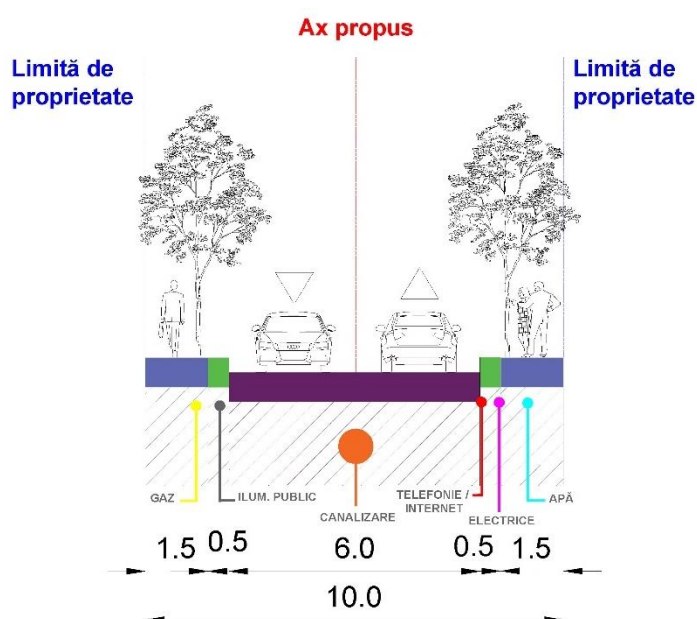 Ax propus
Limită de
proprietate
Limită de
proprietate
GAZ
ILUM. PUBLIC
CANALIZARE
TELEFONIE /
INTERNET
ELECTRICE
APĂ
1.5 0.5 6.0 0.5 1.5
10.0